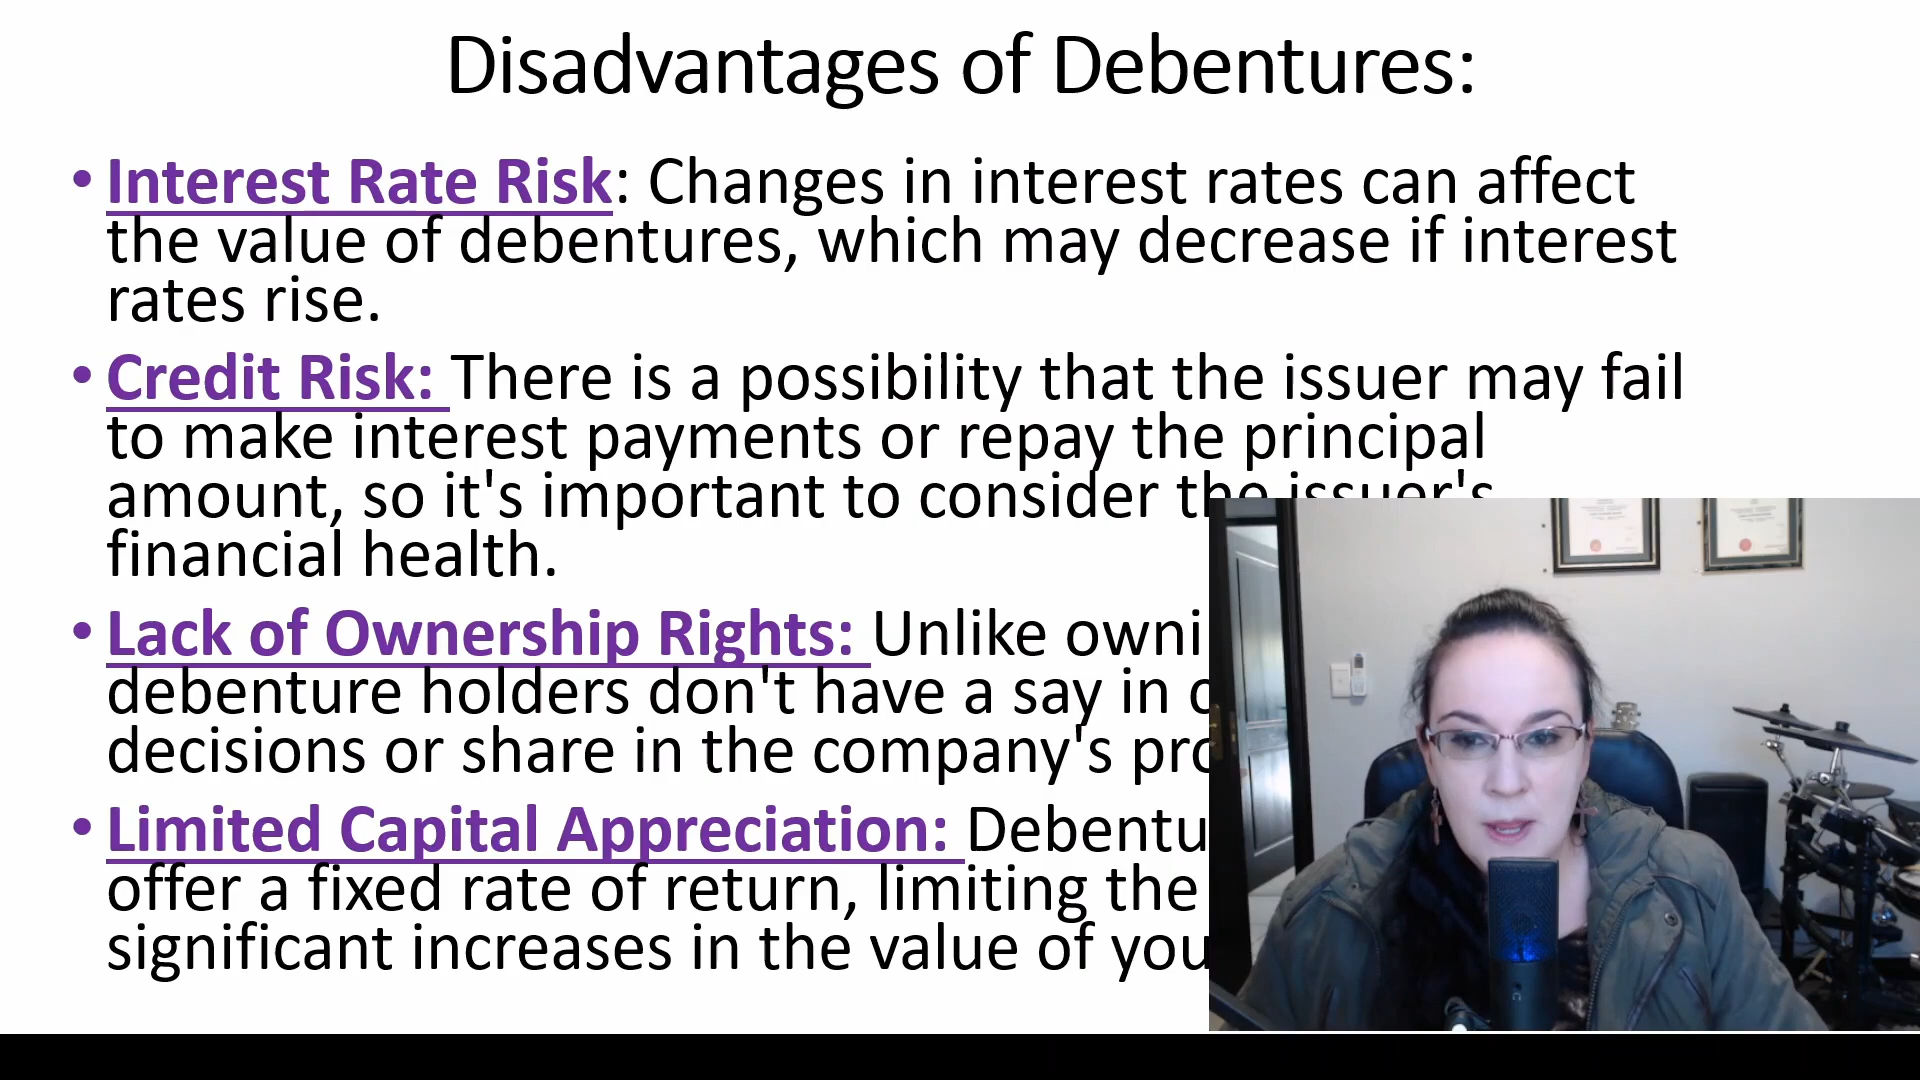 Disadvantages of Debentures:
• Interest Rate Risk: Changes in interest rates can affect
the value of debentures, which may decrease if interest
rates rise.
• Credit Risk: There is a possibility that the issuer may fail
to make interest payments or repay the principal
amount, so it's important to consider the issuer's
financial health.
• Lack of Ownership Rights: Unlike
debenture holders don't have a say in
decisions or share in the company's
• Limited Capital Appreciation:
offer a fixed rate of return, limiting the
significant increases in the value of